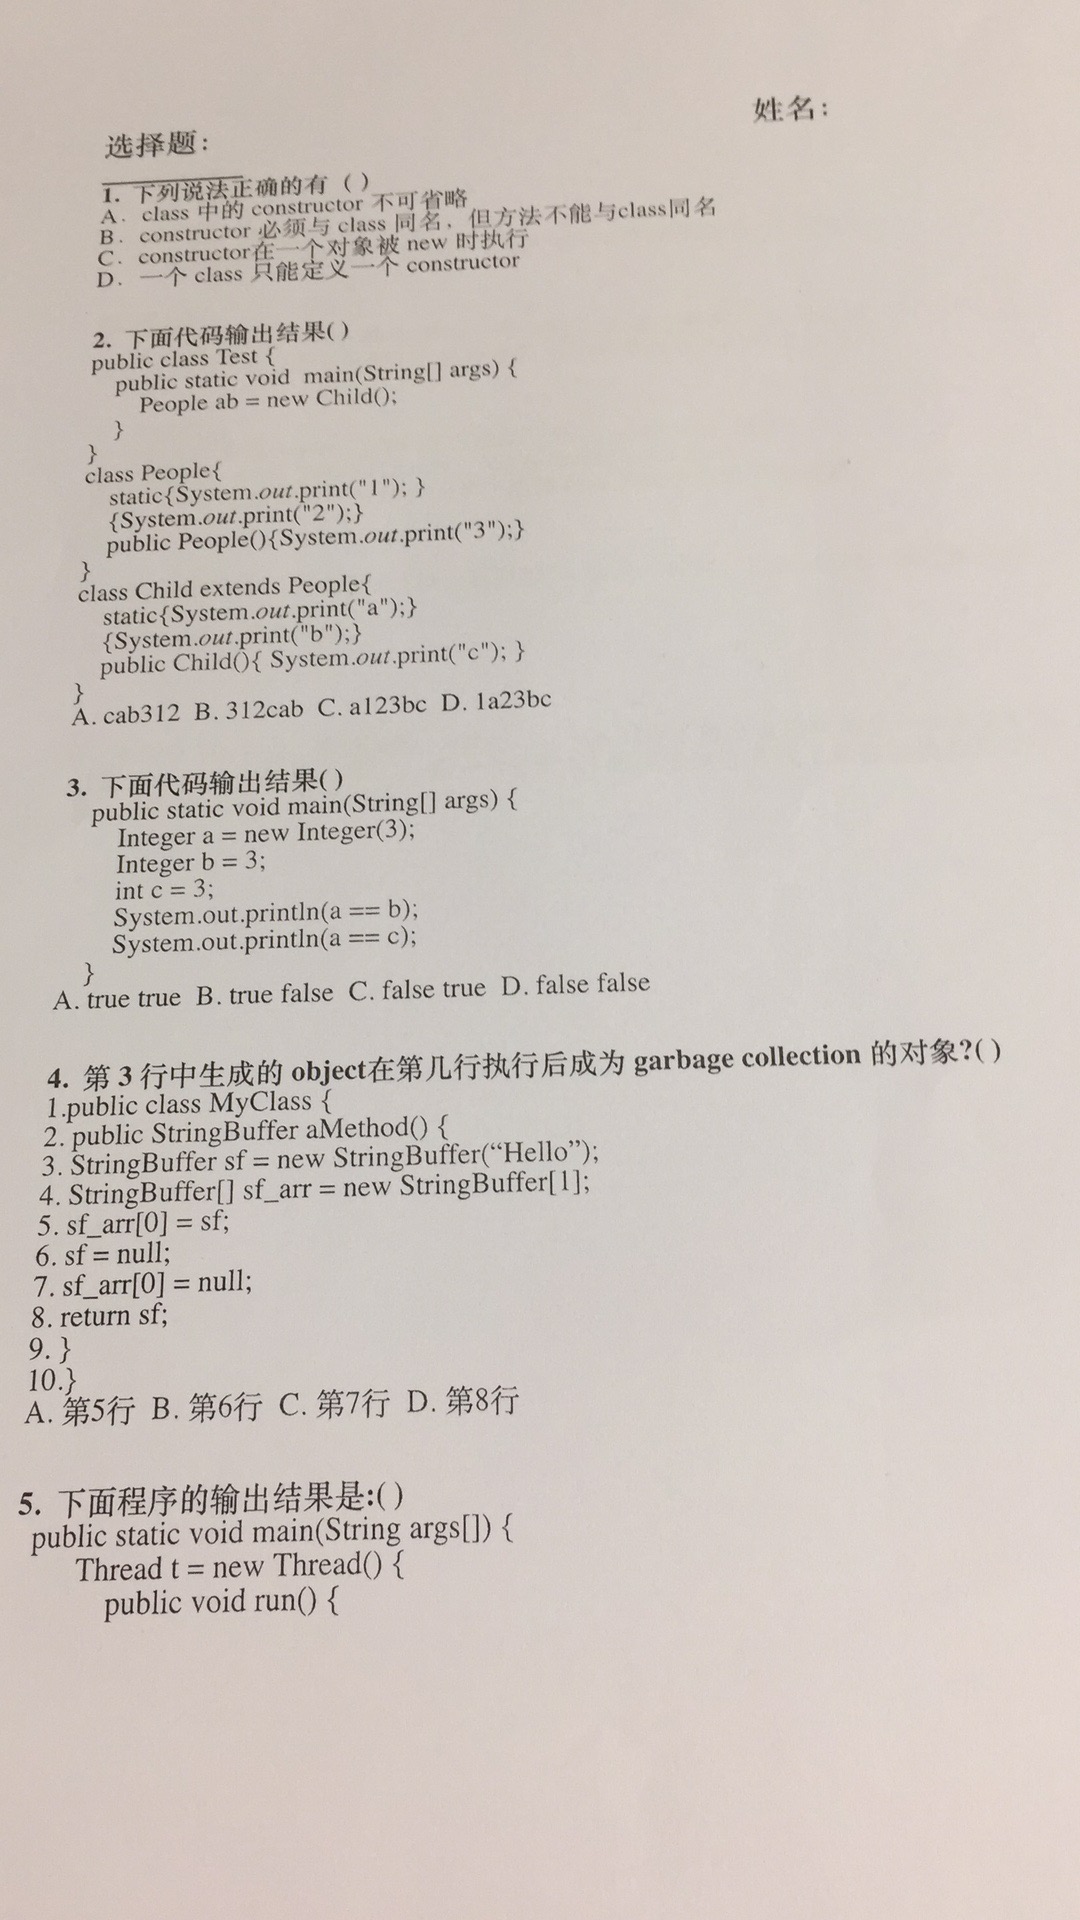 姓名：
选择题：
1. 下列说法正确的有（ ）
A. class 中的 constructor 不可省略
B. constructor 必须与 class 同名，但方法不能与class同名
C. constructor在一个对象被 new 时执行
D. 一个 class 只能定义一个 constructor
2. 下面代码输出结果( )
public class Test {
public static void main(String[] args) {
People ab = new Child();
}
}
class People{
static{System.out.print("1"); }
{System.out.print("2");}
public People(){System.out.print("3");}
}
class Child extends People{
static{System.out.print("a");}
{System.out.print("b");}
public Child(){ System.out.print("c"); }
}
A. cab312 B. 312cab C. a123bc D. 1a23bc
3. 下面代码输出结果( )
public static void main(String[] args) {
Integer a = new Integer(3);
Integer b = 3;
int c = 3;
System.out.println(a == b);
System.out.println(a == c);
}
A. true true B. true false C. false true D. false false
4. 第 3 行中生成的 object在第几行执行后成为 garbage collection 的对象?( )
1.public class MyClass {
2. public StringBuffer aMethod() {
3. StringBuffer sf = new StringBuffer(“Hello”);
4. StringBuffer[] sf_arr = new StringBuffer[1];
5. sf_arr[0] = sf;
6. sf = null;
7. sf_arr[0] = null;
8. return sf;
9. }
10.}
A. 第5行 B. 第6行 C. 第7行 D. 第8行
5. 下面程序的输出结果是:( )
public static void main(String args[]) {
Thread t = new Thread() {
public void run() {